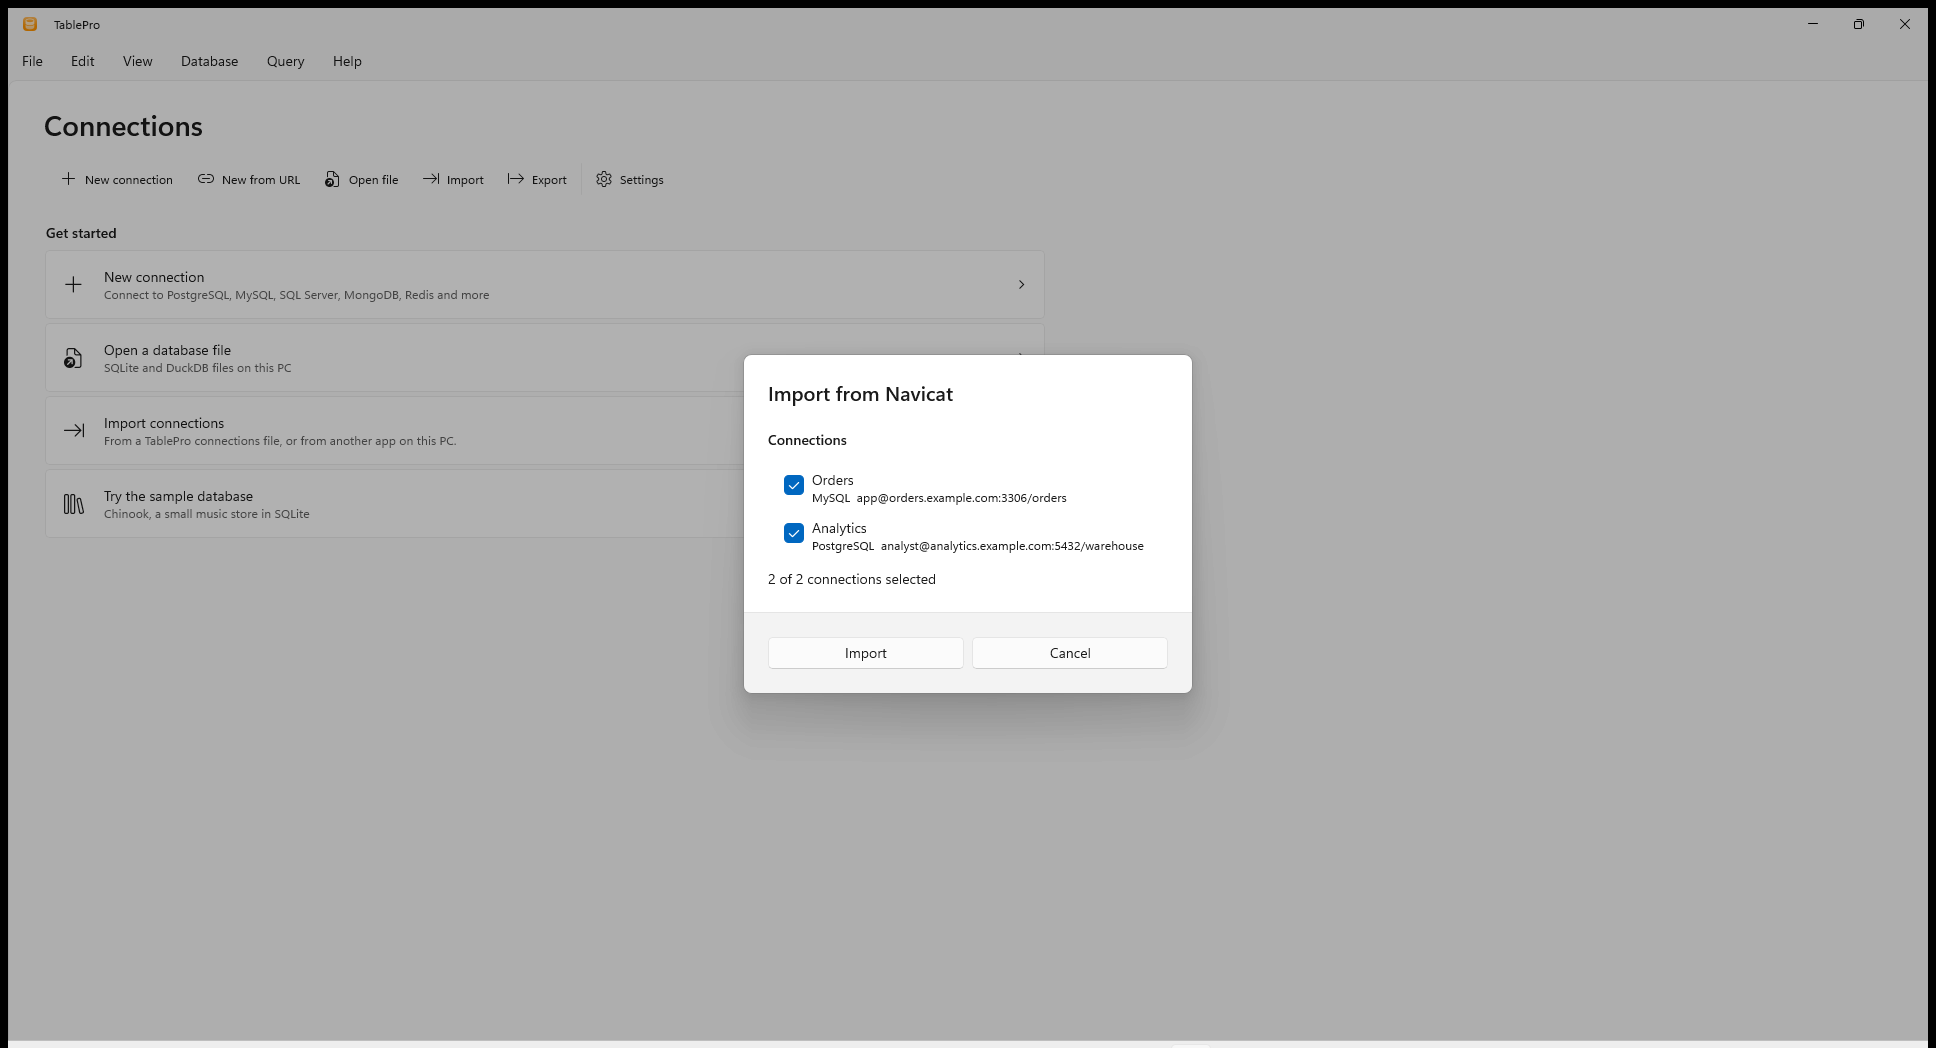 TablePro
File Edit View Database Query Help
Connections
New connection New from URL Open file Import Export Settings
Get started
New connection
Connect to PostgreSQL, MySQL, SQL Server, MongoDB, Redis and more
Open a database file
SQLite and DuckDB files on this PC
Import connections
From a TablePro connections file, or from another app on this PC.
Try the sample database
Chinook, a small music store in SQLite
Import from Navicat
Connections
Orders
MySQL app@orders.example.com:3306/orders
Analytics
PostgreSQL analyst@analytics.example.com:5432/warehouse
2 of 2 connections selected
Import Cancel